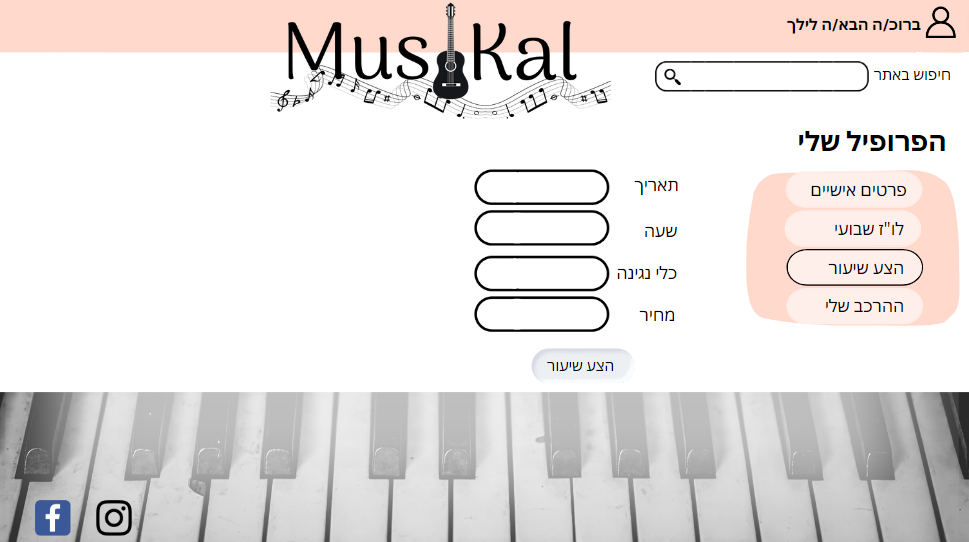 ברוכ/ה הבא/ה לילך
MusiKal
חיפוש באתר
הפרופיל שלי
פרטים אישיים
לו"ז שבועי
הצע שיעור
ההרכב שלי
תאריך
שעה
כלי נגינה
מחיר
הצע שיעור